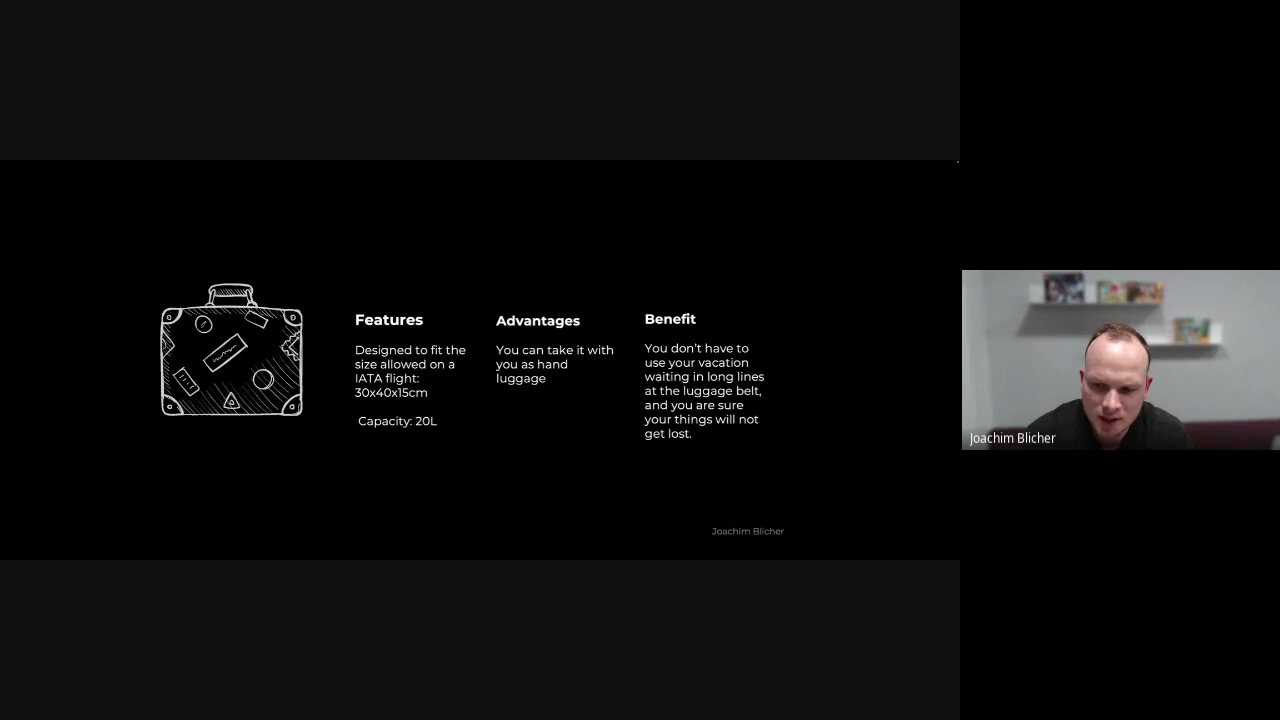 Features
Designed to fit the
size allowed on a
IATA flight:
30x40x15cm
Capacity: 20L
Advantages
You can take it with
you as hand
luggage
Benefit
You don’t have to
use your vacation
waiting in long lines
at the luggage belt,
and you are sure
your things will not
get lost.
Joachim Blicher
Joachim Blicher